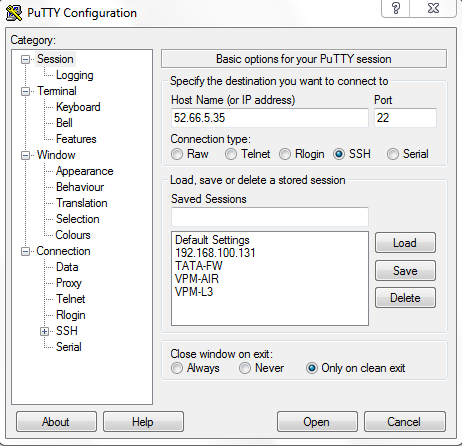 PuTTY Configuration
Category:
Session
Logging
Terminal
Keyboard
Bell
Features
Window
Appearance
Behaviour
Translation
Selection
Colours
Connection
Data
Proxy
Telnet
Rlogin
SSH
Serial
Basic options for your PuTTY session
Specify the destination you want to connect to
Host Name (or IP address) Port
52.66.5.35 22
Connection type:
Raw Telnet Rlogin SSH Serial
Load, save or delete a stored session
Saved Sessions
Default Settings
192.168.100.131
TATA-FW
VPM-AIR
VPM-L3
Load
Save
Delete
Close window on exit:
Always Never Only on clean exit
About Help Open Cancel